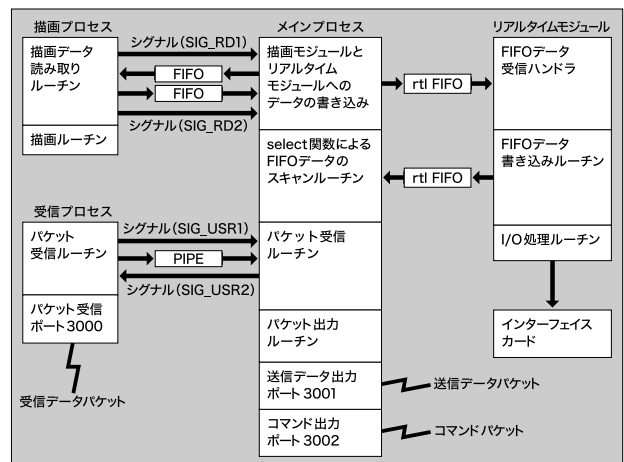 描画プロセス
描画データ
読み取り
ルーチン
描画ルーチン
シグナル(SIG_RD1)
FIFO
FIFO
シグナル(SIG_RD2)
メインプロセス
描画モジュールと
リアルタイム
モジュールへの
データの書き込み
select関数による
FIFOデータの
スキャンルーチン
パケット受信
ルーチン
パケット出力
ルーチン
送信データ出力
ポート3001
コマンド出力
ポート3002
rtl FIFO
rtl FIFO
リアルタイムモジュール
FIFOデータ
受信ハンドラ
FIFOデータ
書き込みルーチン
I/O処理ルーチン
インターフェイス
カード
受信プロセス
パケット
受信ルーチン
パケット受信
ポート3000
シグナル(SIG_USR1)
PIPE
シグナル(SIG_USR2)
受信データパケット
送信データパケット
コマンドパケット